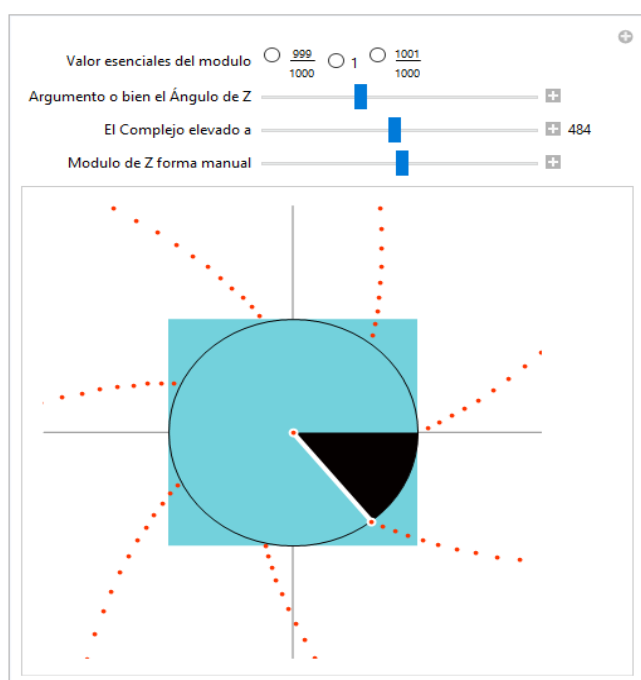 Valor esenciales del modulo 999/1000 1 1001/1000
Argumento o bien el Ángulo de Z
El Complejo elevado a 484
Modulo de Z forma manual